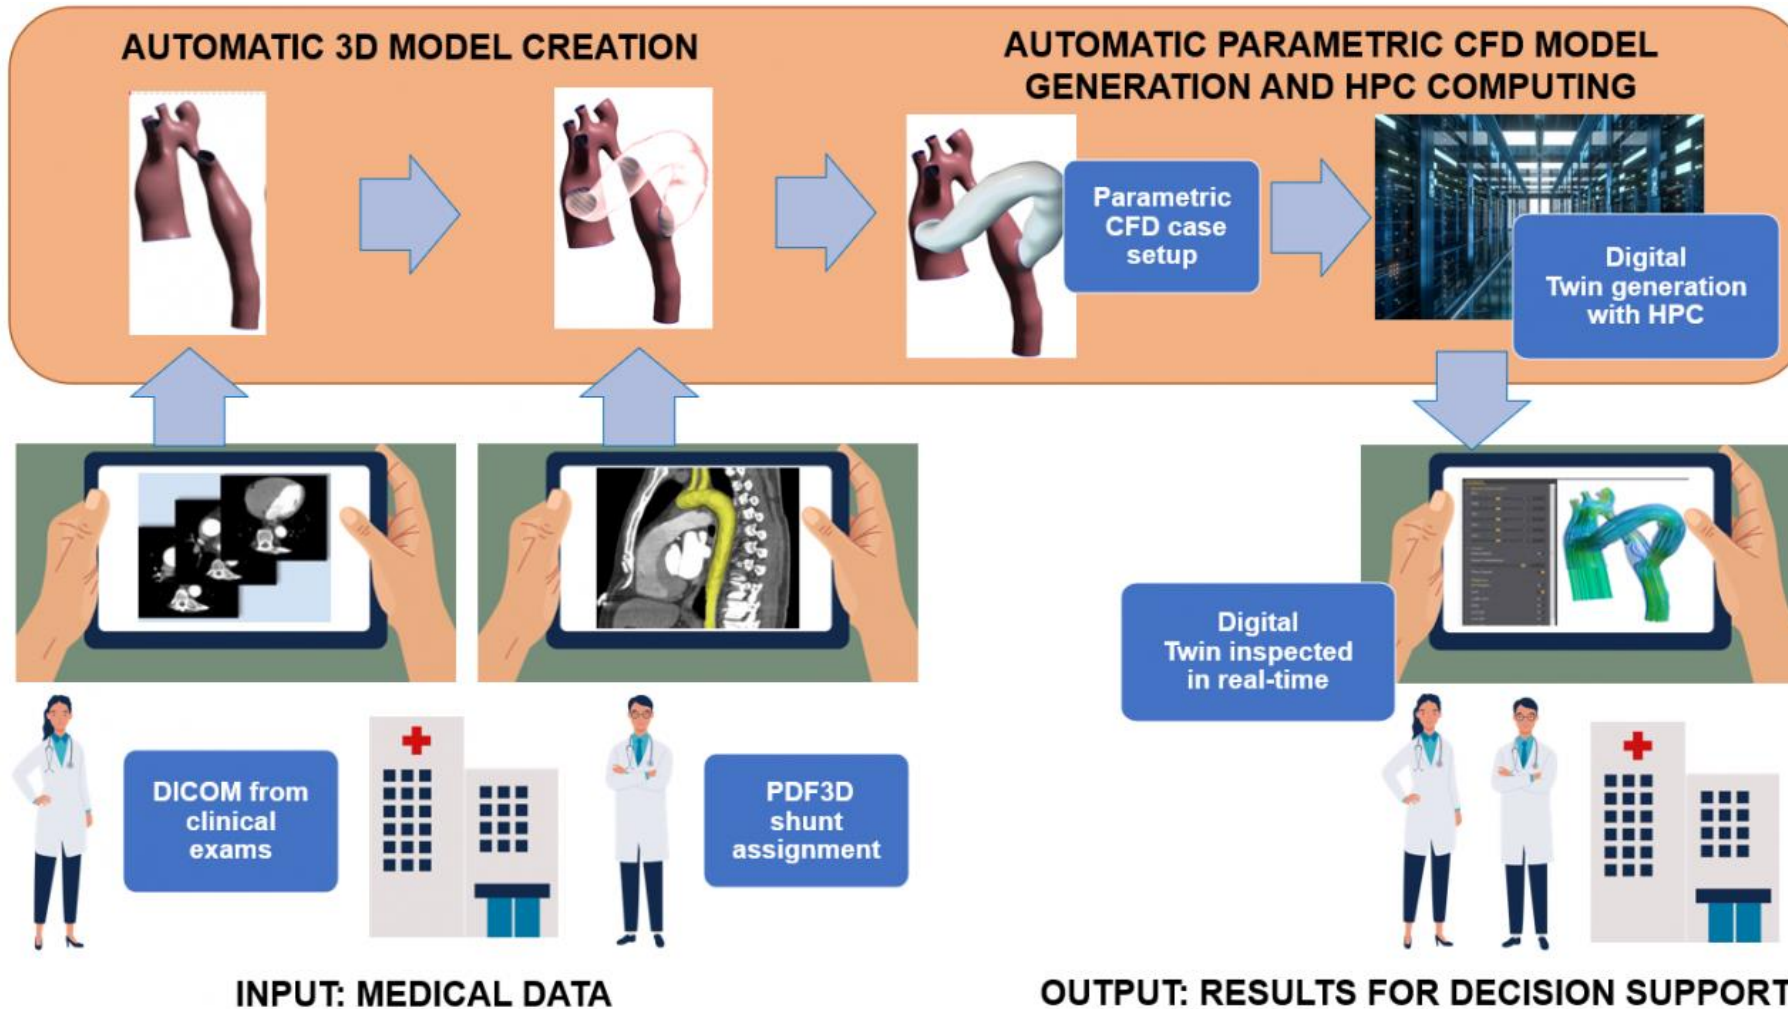 AUTOMATIC 3D MODEL CREATION
AUTOMATIC PARAMETRIC CFD MODEL
GENERATION AND HPC COMPUTING
Parametric
CFD case
setup
Digital
Twin generation
with HPC
Digital
Twin inspected
in real-time
DICOM from
clinical
exams
PDF3D
shunt
assignment
INPUT: MEDICAL DATA
OUTPUT: RESULTS FOR DECISION SUPPORT